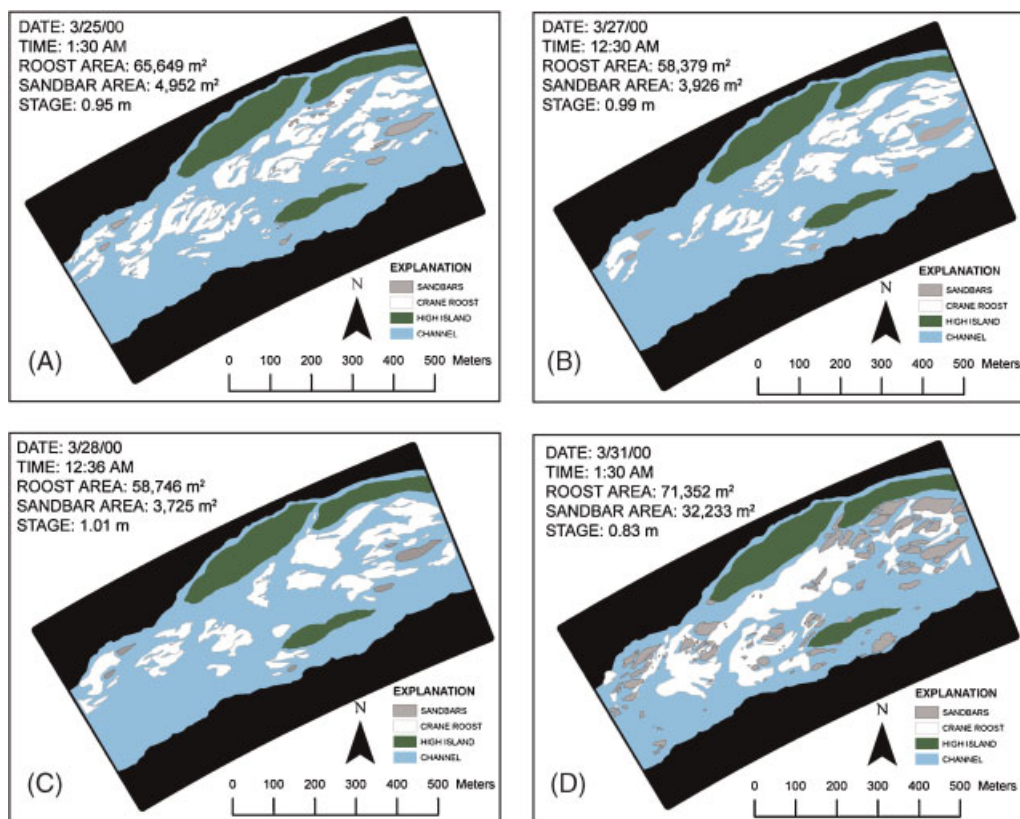 DATE: 3/25/00
TIME: 1:30 AM
ROOST AREA: 65,649 m²
SANDBAR AREA: 4,952 m²
STAGE: 0.95 m
N
EXPLANATION
SANDBARS
CRANE ROOST
HIGH ISLAND
CHANNEL
0 100 200 300 400 500 Meters
(A)
DATE: 3/27/00
TIME: 12:30 AM
ROOST AREA: 58,379 m²
SANDBAR AREA: 3,926 m²
STAGE: 0.99 m
N
EXPLANATION
SANDBARS
CRANE ROOST
HIGH ISLAND
CHANNEL
0 100 200 300 400 500 Meters
(B)
DATE: 3/28/00
TIME: 12:36 AM
ROOST AREA: 58,746 m²
SANDBAR AREA: 3,725 m²
STAGE: 1.01 m
N
EXPLANATION
SANDBARS
CRANE ROOST
HIGH ISLAND
CHANNEL
(C)
0 100 200 300 400 500 Meters
DATE: 3/31/00
TIME: 1:30 AM
ROOST AREA: 71,352 m²
SANDBAR AREA: 32,233 m²
STAGE: 0.83 m
N
EXPLANATION
SANDBARS
CRANE ROOST
HIGH ISLAND
CHANNEL
(D)
0 100 200 300 400 500 Meters